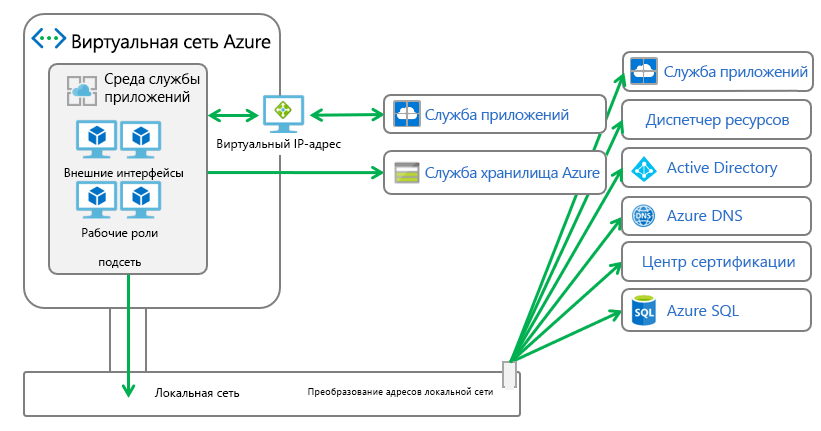 Виртуальная сеть Azure
Среда службы
приложений
Внешние интерфейсы
Рабочие роли
подсеть
Виртуальный IP-адрес
Служба приложений
Служба хранилища Azure
Служба приложений
Диспетчер ресурсов
Active Directory
DNS
Azure DNS
Центр сертификации
SQL
Azure SQL
Локальная сеть
Преобразование адресов локальной сети